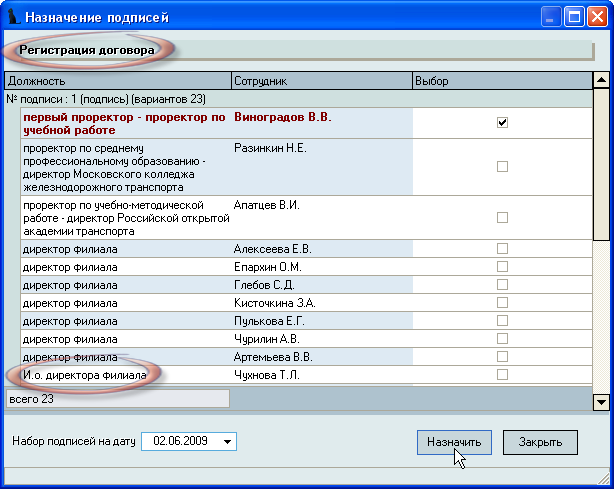 Назначение подписей
Регистрация договора
Должность Сотрудник Выбор
№ подписи : 1 (подпись) (вариантов 23)
первый проректор - проректор по Виноградов В.В.
учебной работе
проректор по среднему Разинкин Н.Е.
профессиональному образованию -
директор Московского колледжа
железнодорожного транспорта
проректор по учебно-методической Апатцев В.И.
работе - директор Российской открытой
академии транспорта
директор филиала Алексеева Е.В.
директор филиала Епархин О.М.
директор филиала Глебов С.Д.
директор филиала Кисточкина З.А.
директор филиала Пулькова Е.Г.
директор филиала Чурилин А.В.
директор филиала Артемьева В.В.
И.о. директора филиала Чухнова Т.Л.
всего 23
Набор подписей на дату 02.06.2009 Назначить Закрыть